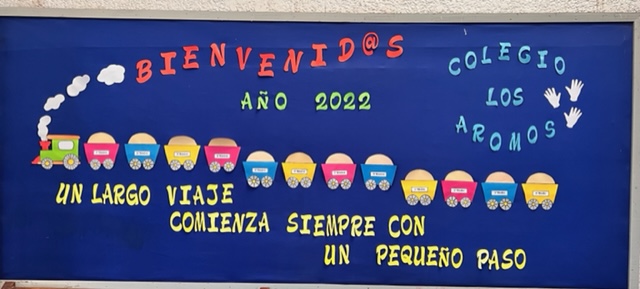 BIENVENID@S
AÑO 2022
COLEGIO
LOS
AROMOS
UN LARGO VIAJE
COMIENZA SIEMPRE CON
UN PEQUEÑO PASO